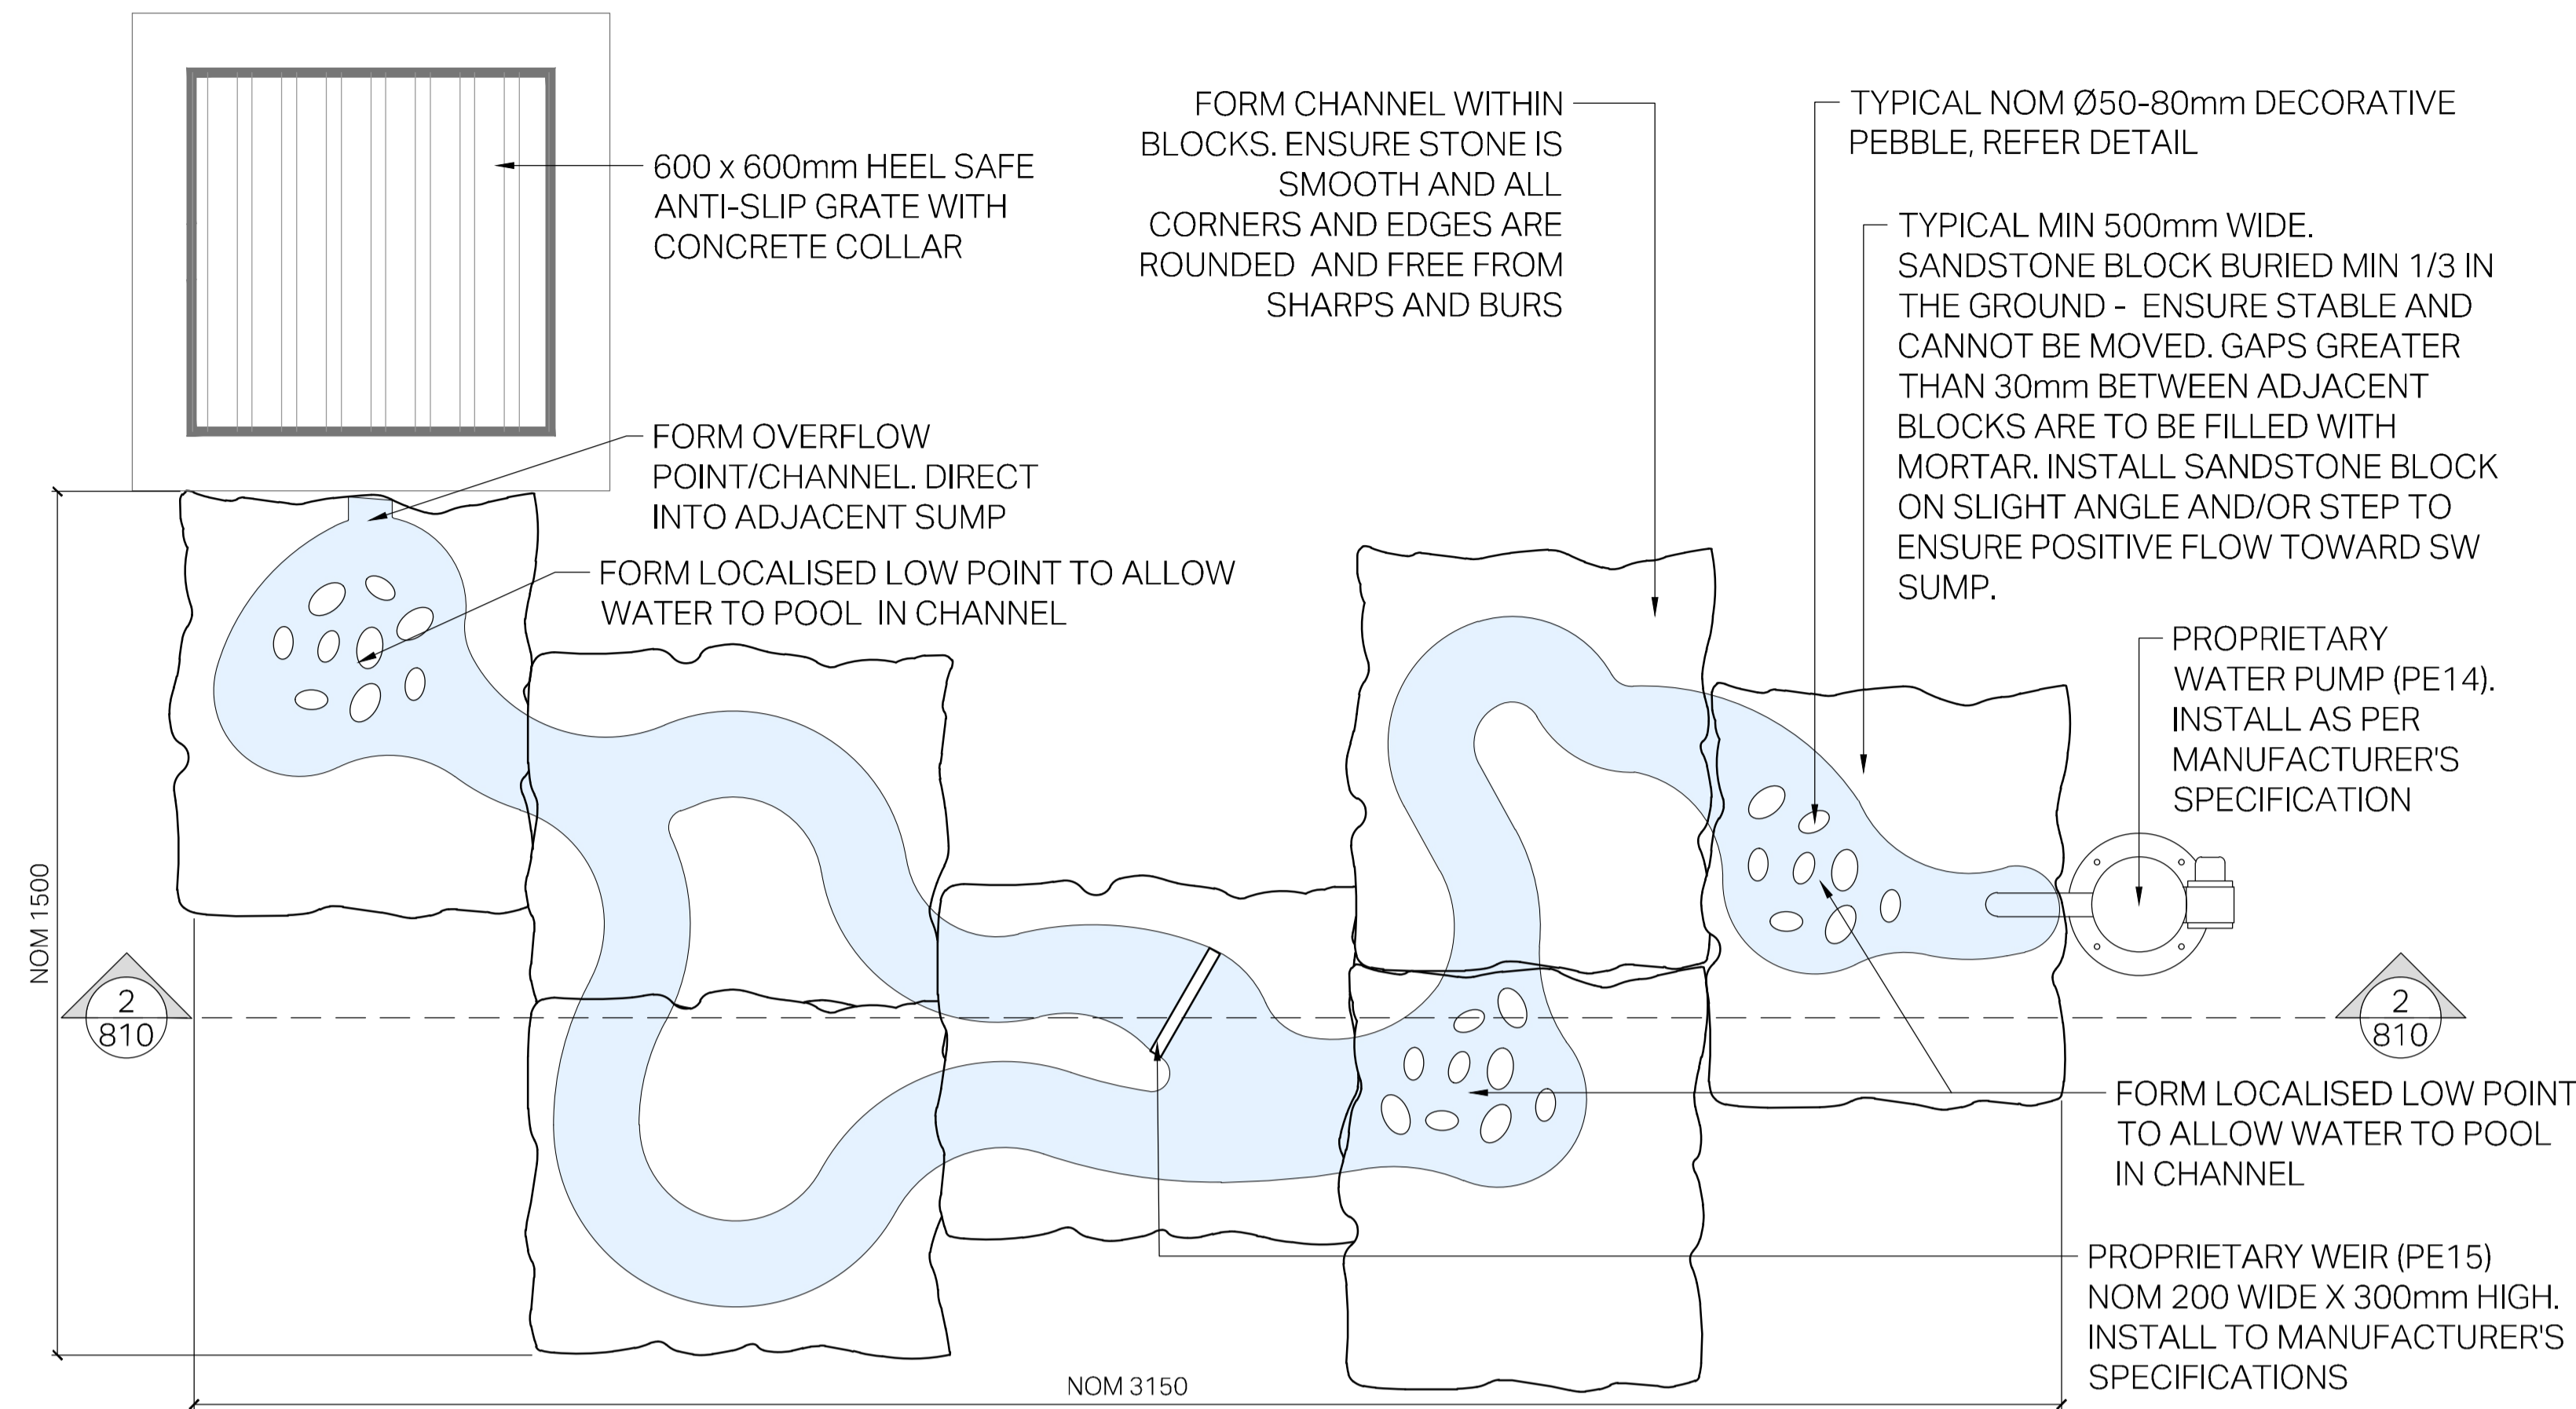 600 x 600mm HEEL SAFE
ANTI-SLIP GRATE WITH
CONCRETE COLLAR
FORM CHANNEL WITHIN
BLOCKS. ENSURE STONE IS
SMOOTH AND ALL
CORNERS AND EDGES ARE
ROUNDED AND FREE FROM
SHARPS AND BURS
TYPICAL NOM Ø50-80mm DECORATIVE
PEBBLE, REFER DETAIL
TYPICAL MIN 500mm WIDE.
SANDSTONE BLOCK BURIED MIN 1/3 IN
THE GROUND - ENSURE STABLE AND
CANNOT BE MOVED. GAPS GREATER
THAN 30mm BETWEEN ADJACENT
BLOCKS ARE TO BE FILLED WITH
MORTAR. INSTALL SANDSTONE BLOCK
ON SLIGHT ANGLE AND/OR STEP TO
ENSURE POSITIVE FLOW TOWARD SW
SUMP.
FORM OVERFLOW
POINT/CHANNEL. DIRECT
INTO ADJACENT SUMP
FORM LOCALISED LOW POINT TO ALLOW
WATER TO POOL IN CHANNEL
PROPRIETARY
WATER PUMP (PE14).
INSTALL AS PER
MANUFACTURER'S
SPECIFICATION
NOM 1500
2
810
2
810
FORM LOCALISED LOW POINT
TO ALLOW WATER TO POOL
IN CHANNEL
PROPRIETARY WEIR (PE15)
NOM 200 WIDE X 300mm HIGH.
INSTALL TO MANUFACTURER'S
SPECIFICATIONS
NOM 3150